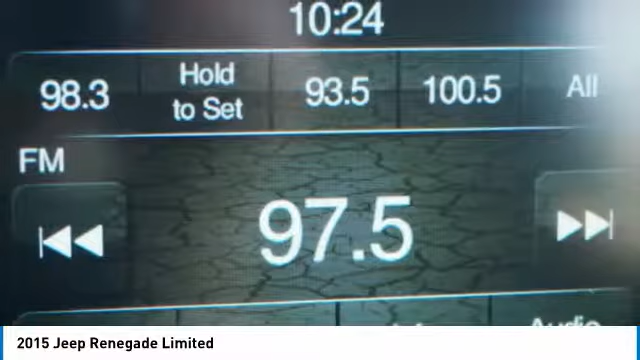 10:24
98.3
Hold
to Set
93.5
100.5
All
FM
97.5
Audio
2015 Jeep Renegade Limited